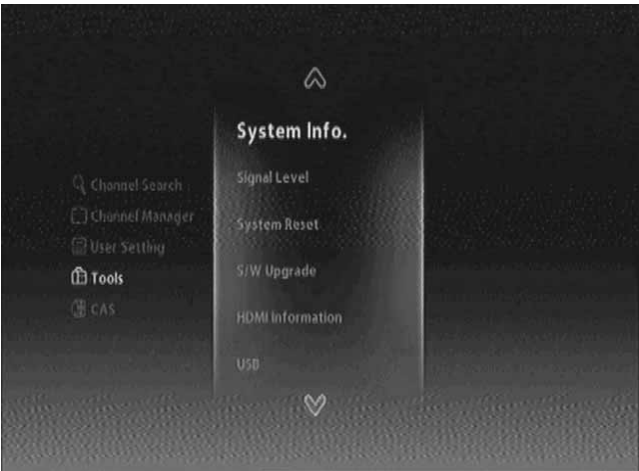 System Info.
Signal Level
System Reset
S/W Upgrade
HDMI Information
USB
Channel Search
Channel Manager
User Setting
Tools
CAS